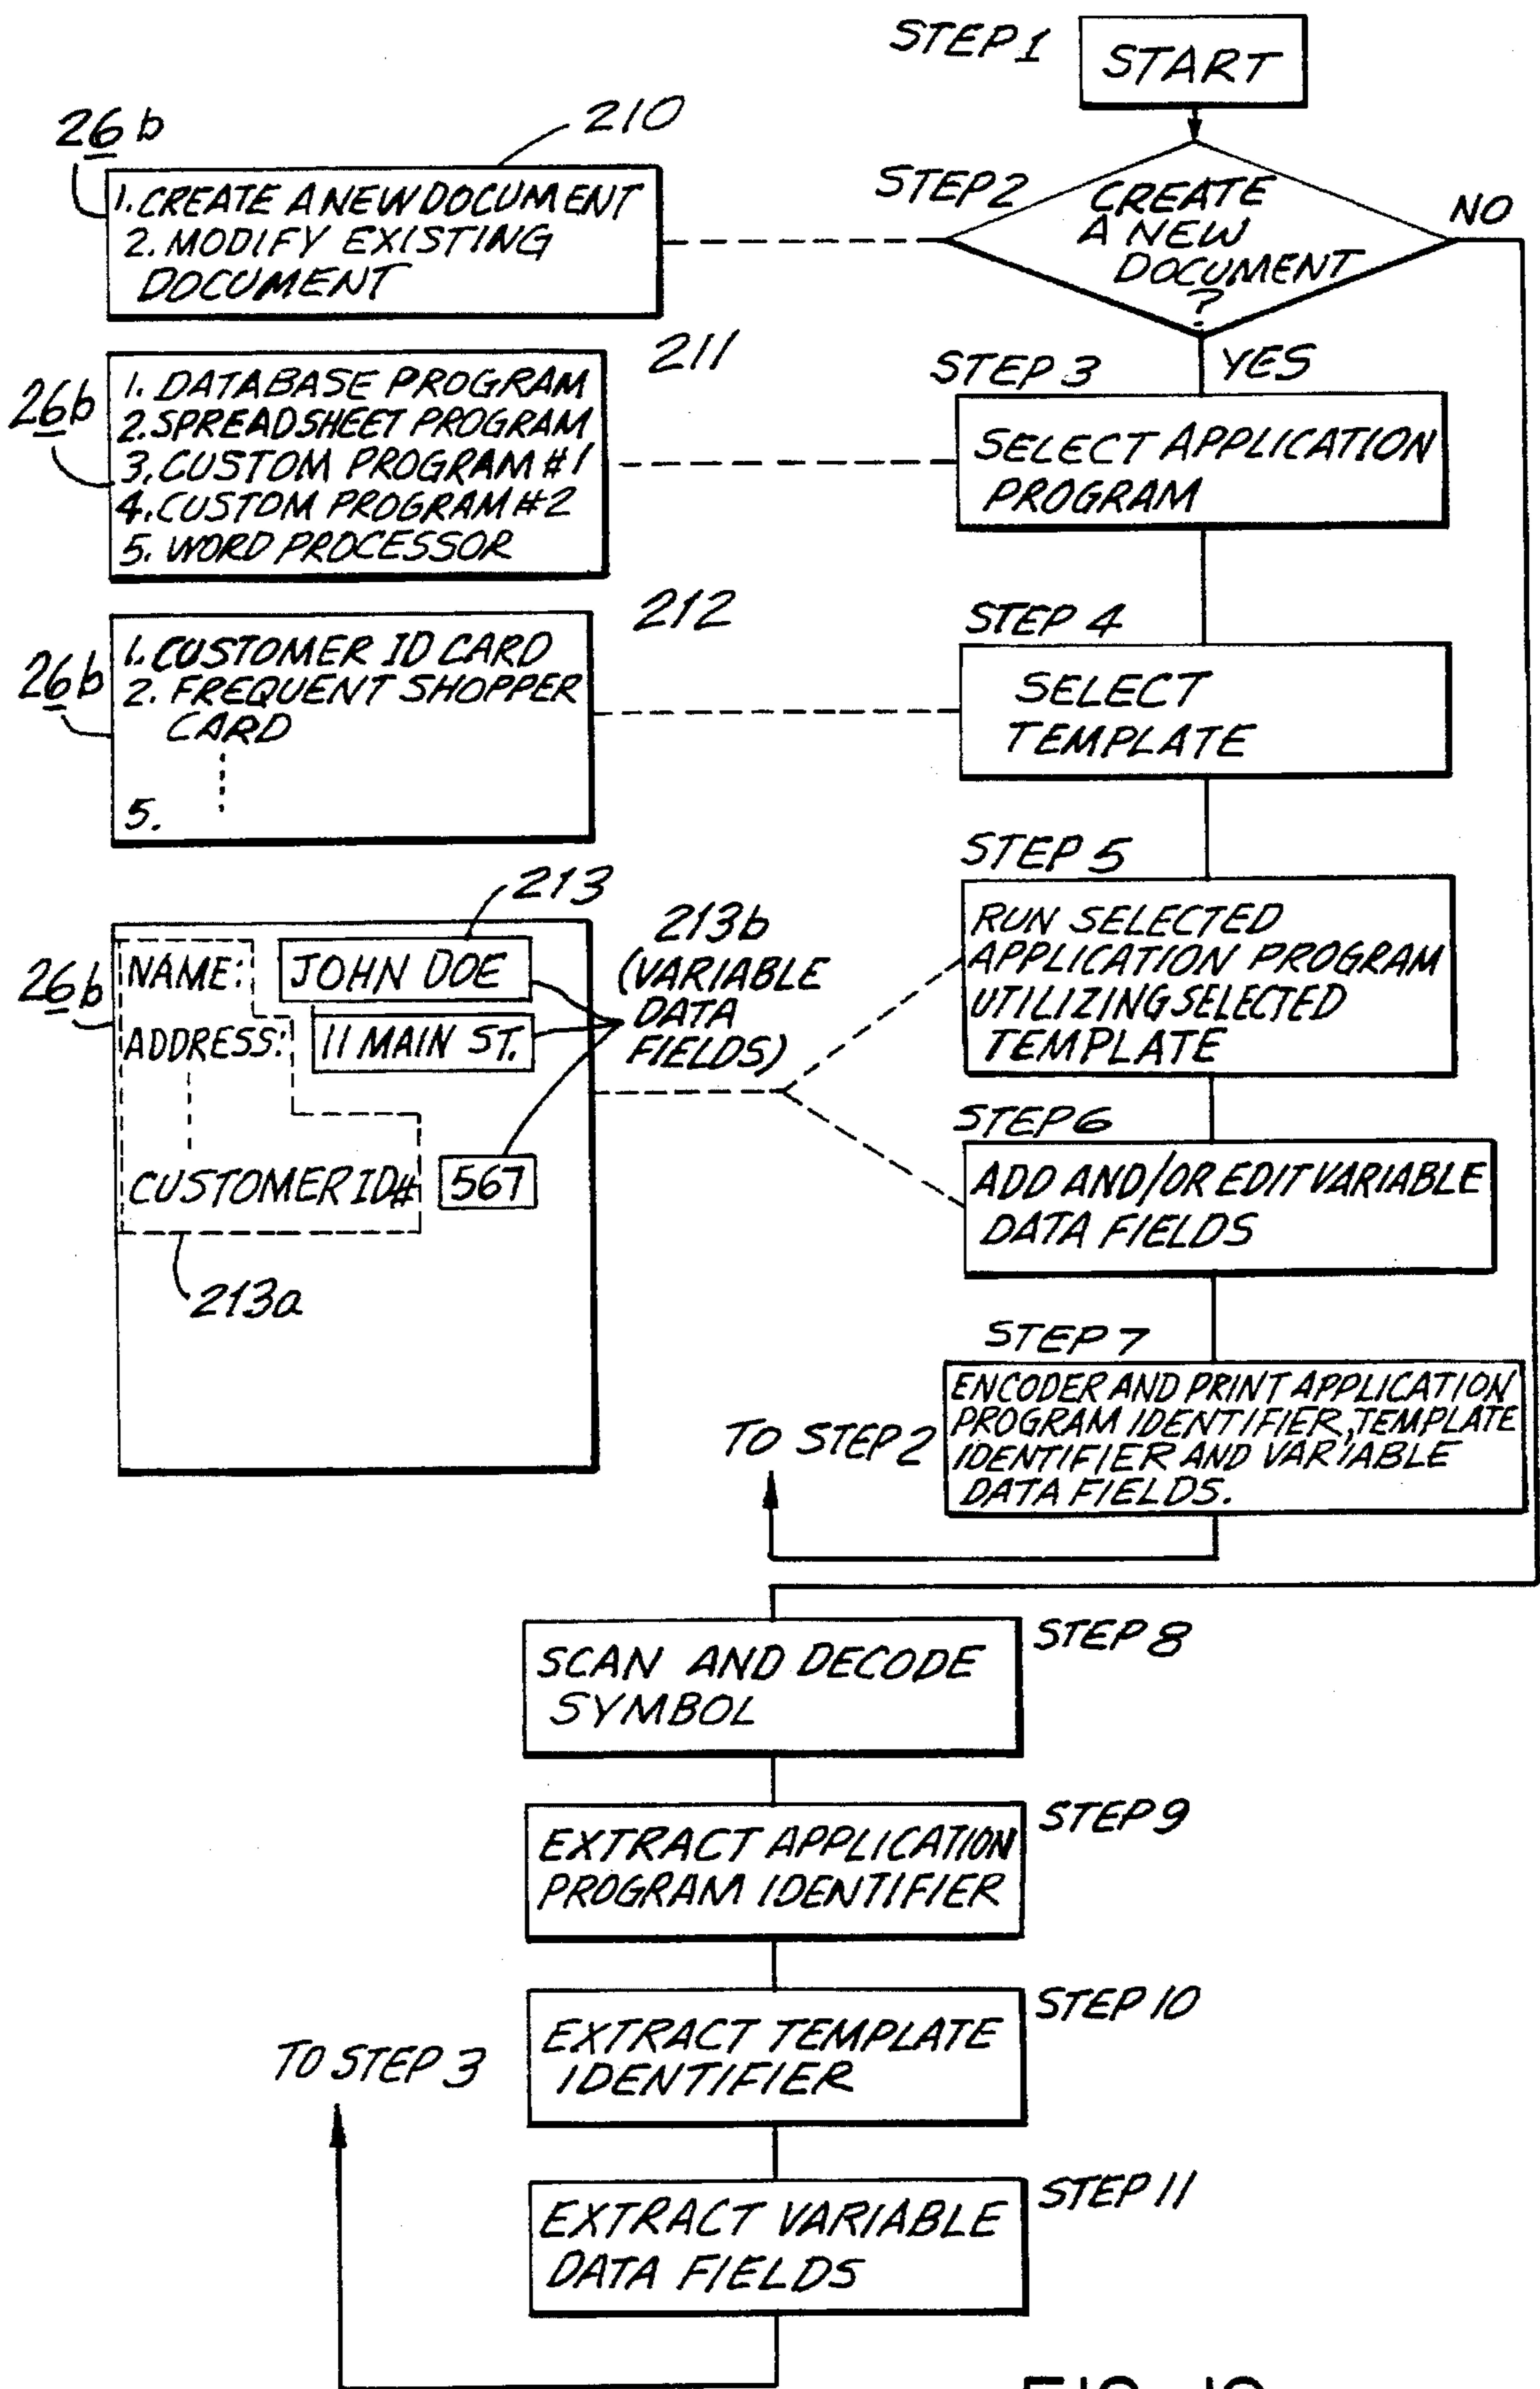 STEP 1
START
26b
210
1. CREATE A NEW DOCUMENT
2. MODIFY EXISTING
DOCUMENT
STEP 2
CREATE
A NEW
DOCUMENT
?
NO
YES
211
26b
1. DATABASE PROGRAM
2. SPREADSHEET PROGRAM
3. CUSTOM PROGRAM #1
4. CUSTOM PROGRAM #2
5. WORD PROCESSOR
STEP 3
SELECT APPLICATION
PROGRAM
212
26b
1. CUSTOMER ID CARD
2. FREQUENT SHOPPER
CARD
5.
STEP 4
SELECT
TEMPLATE
213
26b
NAME: JOHN DOE
ADDRESS: 11 MAIN ST.
CUSTOMER ID# 567
213a
213b
(VARIABLE
DATA
FIELDS)
STEP 5
RUN SELECTED
APPLICATION PROGRAM
UTILIZING SELECTED
TEMPLATE
STEP 6
ADD AND/OR EDIT VARIABLE
DATA FIELDS
STEP 7
ENCODER AND PRINT APPLICATION
PROGRAM IDENTIFIER, TEMPLATE
IDENTIFIER AND VARIABLE
DATA FIELDS.
TO STEP 2
STEP 8
SCAN AND DECODE
SYMBOL
STEP 9
EXTRACT APPLICATION
PROGRAM IDENTIFIER
STEP 10
EXTRACT TEMPLATE
IDENTIFIER
TO STEP 3
STEP 11
EXTRACT VARIABLE
DATA FIELDS